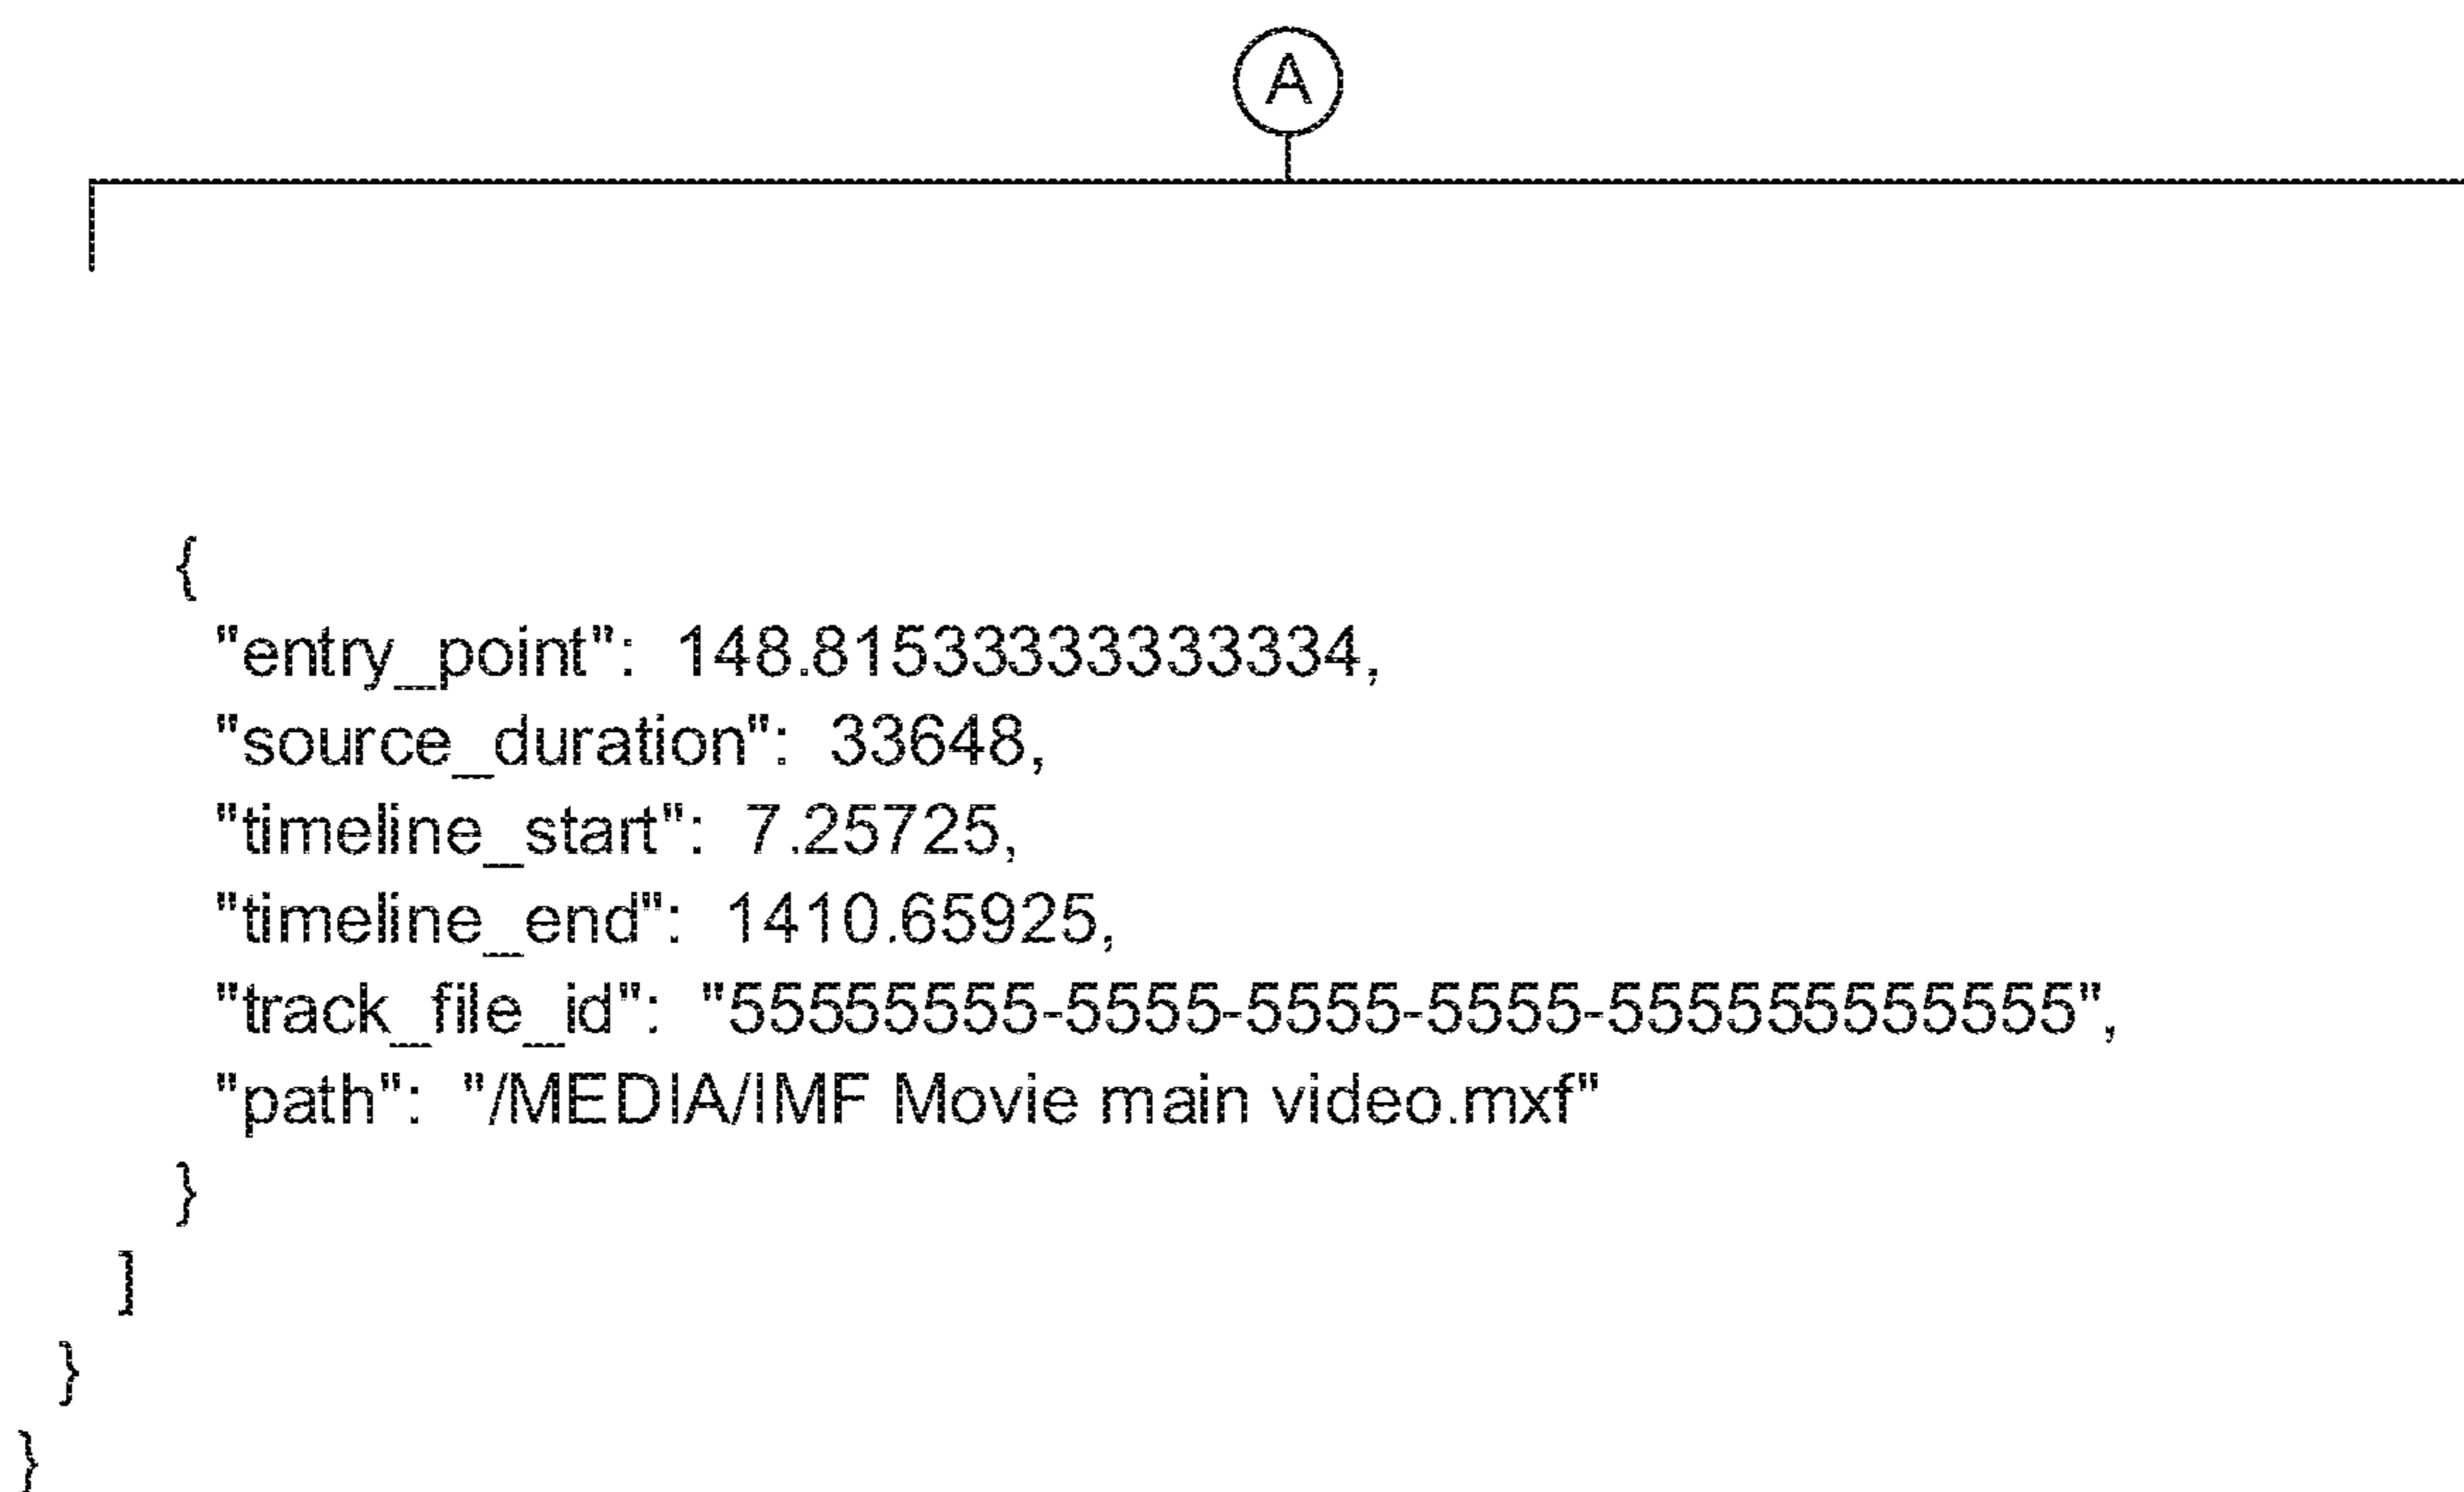 A
{
"entry_point": 148.81533333333334,
"source_duration": 33648,
"timeline_start": 7.25725,
"timeline_end": 1410.65925,
"track_file_id": "55555555-5555-5555-5555-555555555555",
"path": "/MEDIA/IMF Movie main video.mxf"
}
]
}
}